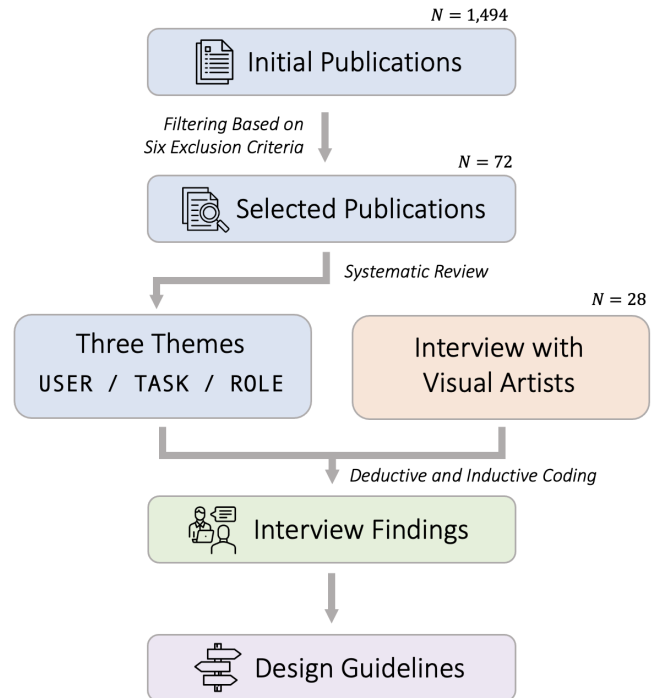 N = 1,494
Initial Publications
Filtering Based on
Six Exclusion Criteria
N = 72
Selected Publications
Systematic Review
N = 28
Three Themes
USER / TASK / ROLE
Interview with
Visual Artists
Deductive and Inductive Coding
Interview Findings
Design Guidelines